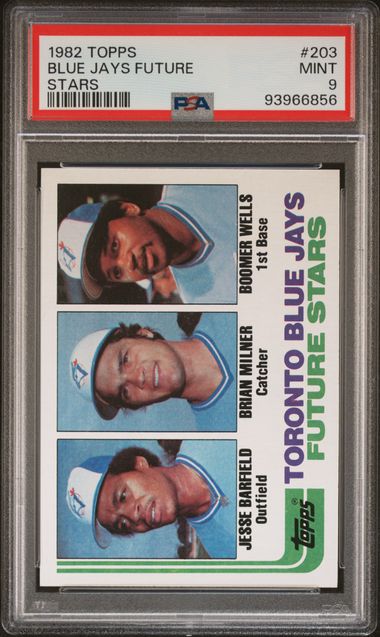 1982 TOPPS #203
BLUE JAYS FUTURE MINT
STARS 9
PSA 93966856
JESSE BARFIELD
Outfield
BRIAN MILNER
Catcher
BOOMER WELLS
1st Base
topps®
TORONTO BLUE JAYS
FUTURE STARS